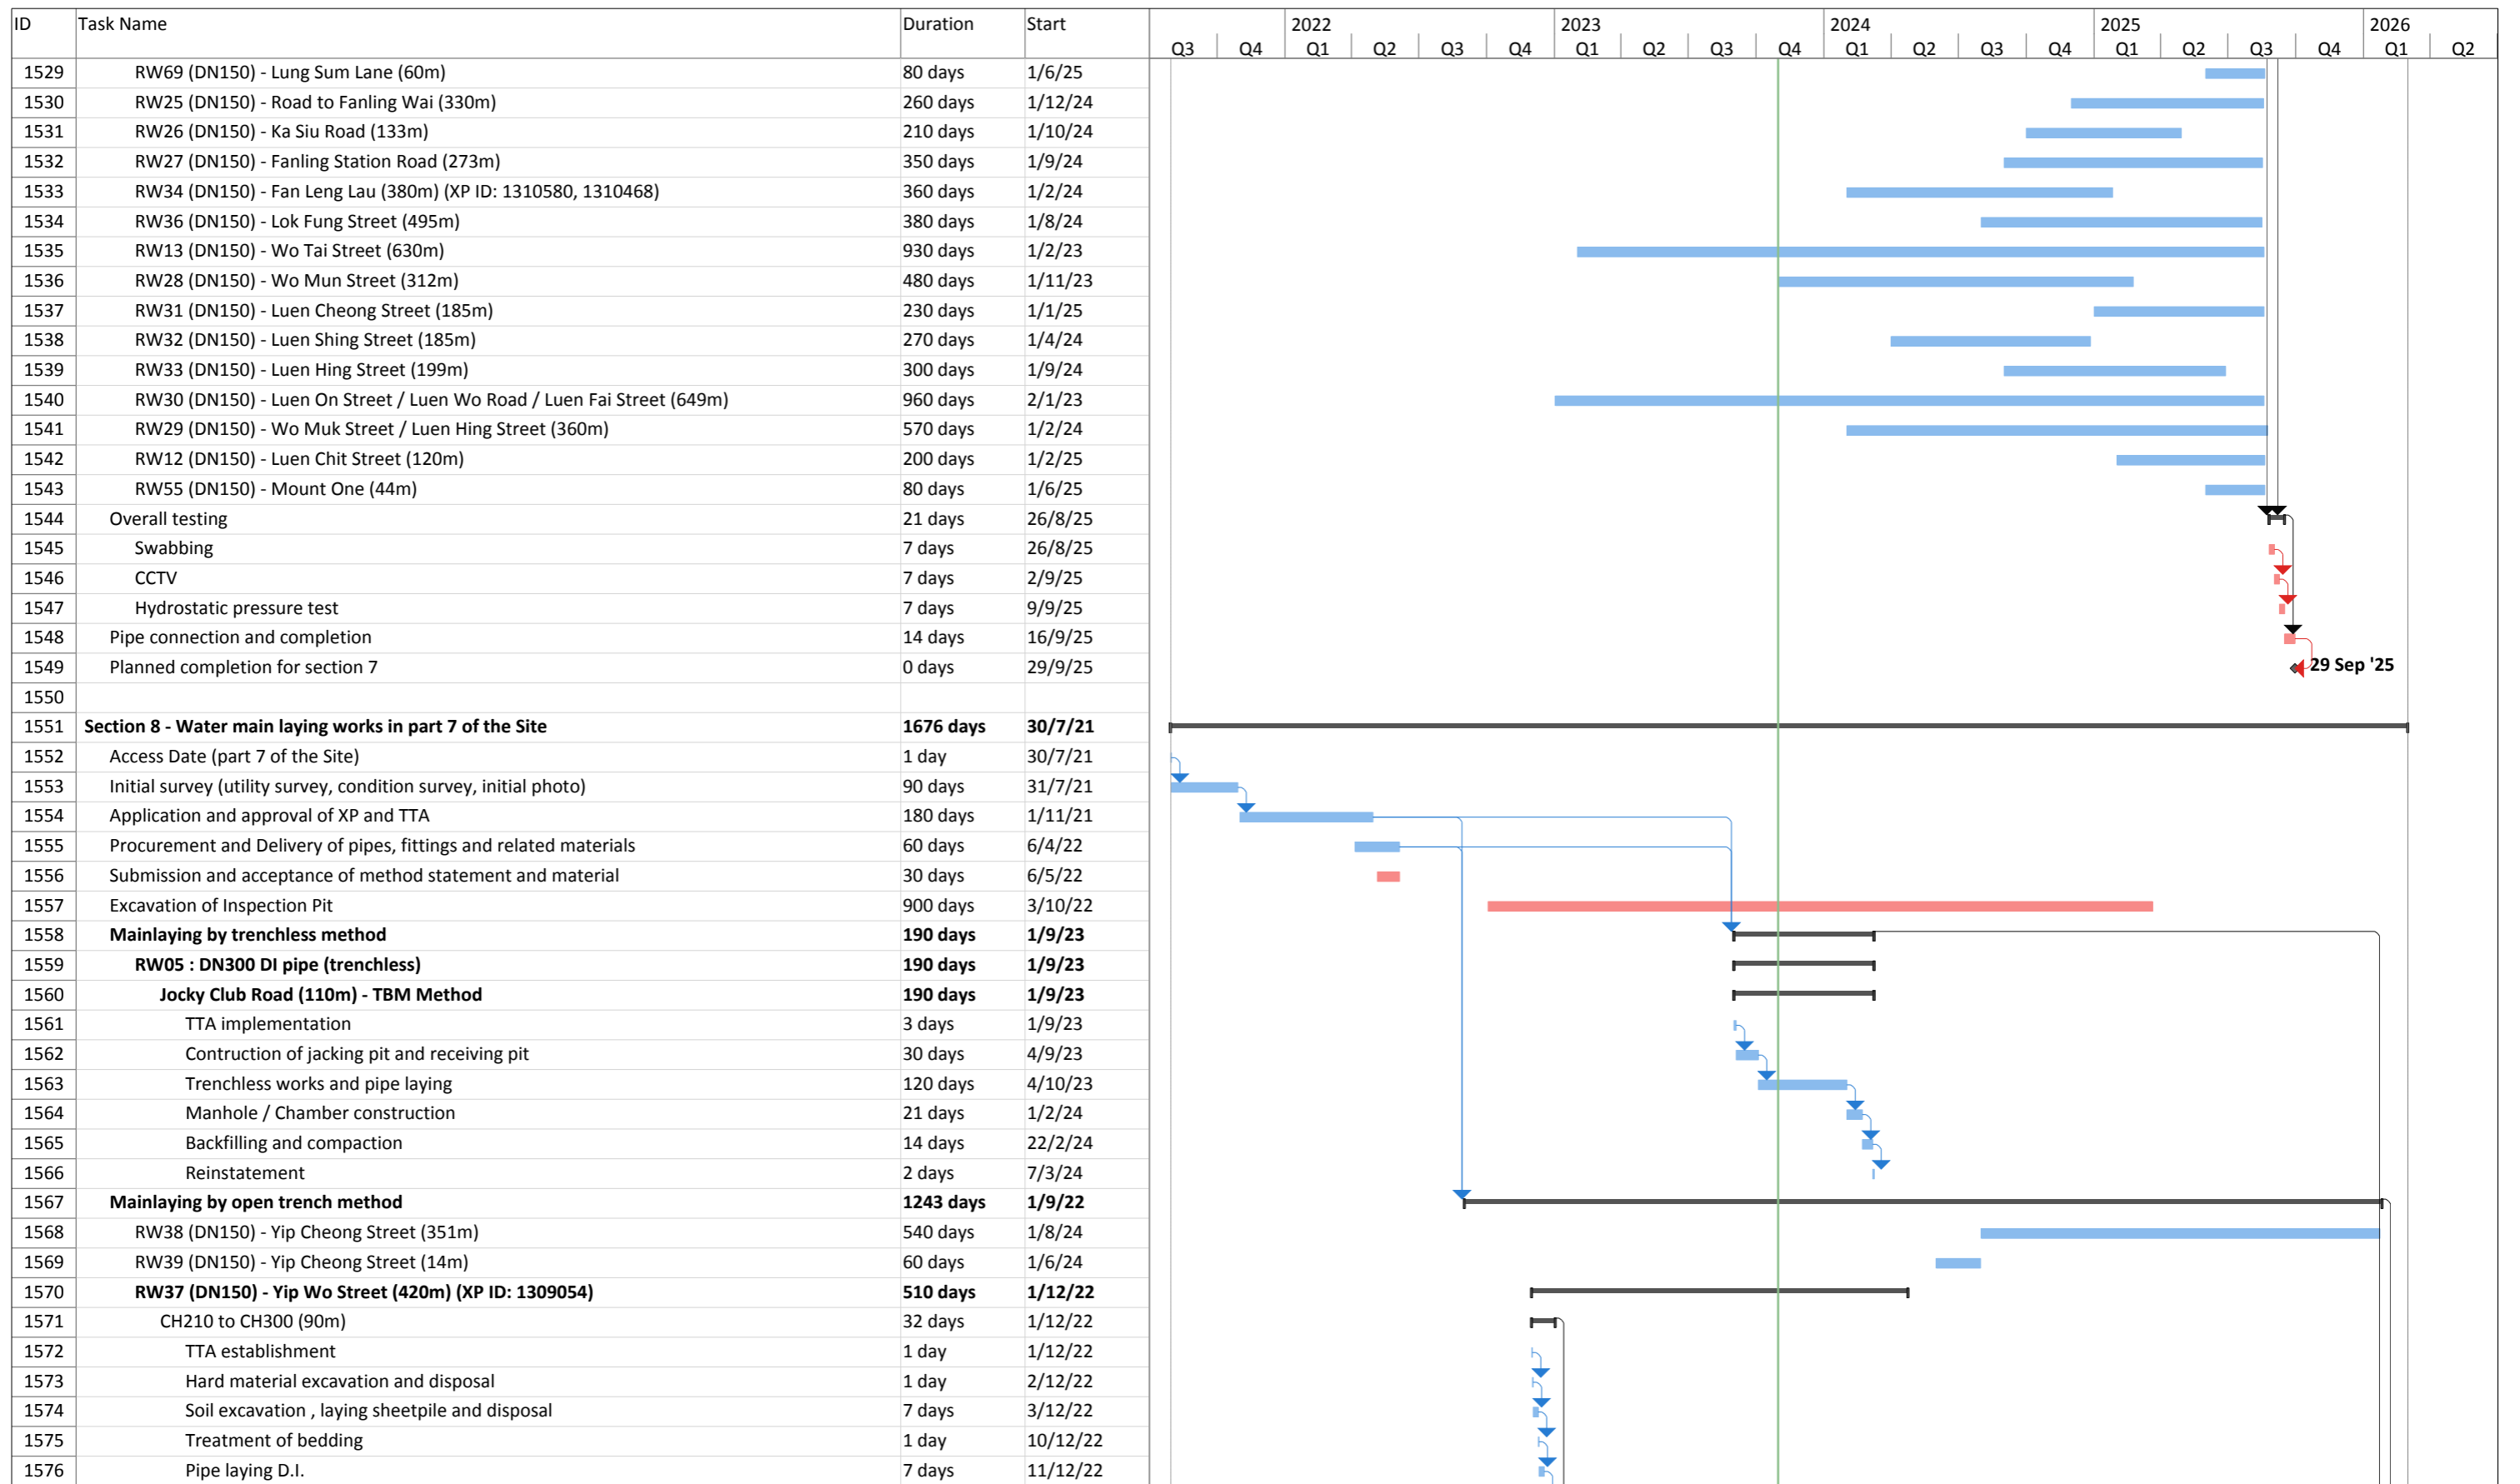 ID Task Name Duration Start 2022 2023 2024 2025 2026
Q3 Q4 Q1 Q2 Q3 Q4 Q1 Q2 Q3 Q4 Q1 Q2 Q3 Q4 Q1 Q2 Q3 Q4 Q1 Q2
1529 RW69 (DN150) - Lung Sum Lane (60m) 80 days 1/6/25
1530 RW25 (DN150) - Road to Fanling Wai (330m) 260 days 1/12/24
1531 RW26 (DN150) - Ka Siu Road (133m) 210 days 1/10/24
1532 RW27 (DN150) - Fanling Station Road (273m) 350 days 1/9/24
1533 RW34 (DN150) - Fan Leng Lau (380m) (XP ID: 1310580, 1310468) 360 days 1/2/24
1534 RW36 (DN150) - Lok Fung Street (495m) 380 days 1/8/24
1535 RW13 (DN150) - Wo Tai Street (630m) 930 days 1/2/23
1536 RW28 (DN150) - Wo Mun Street (312m) 480 days 1/11/23
1537 RW31 (DN150) - Luen Cheong Street (185m) 230 days 1/1/25
1538 RW32 (DN150) - Luen Shing Street (185m) 270 days 1/4/24
1539 RW33 (DN150) - Luen Hing Street (199m) 300 days 1/9/24
1540 RW30 (DN150) - Luen On Street / Luen Wo Road / Luen Fai Street (649m) 960 days 2/1/23
1541 RW29 (DN150) - Wo Muk Street / Luen Hing Street (360m) 570 days 1/2/24
1542 RW12 (DN150) - Luen Chit Street (120m) 200 days 1/2/25
1543 RW55 (DN150) - Mount One (44m) 80 days 1/6/25
1544 Overall testing 21 days 26/8/25
1545 Swabbing 7 days 26/8/25
1546 CCTV 7 days 2/9/25
1547 Hydrostatic pressure test 7 days 9/9/25
1548 Pipe connection and completion 14 days 16/9/25
1549 Planned completion for section 7 0 days 29/9/25 29 Sep '25
1550
1551 Section 8 - Water main laying works in part 7 of the Site 1676 days 30/7/21
1552 Access Date (part 7 of the Site) 1 day 30/7/21
1553 Initial survey (utility survey, condition survey, initial photo) 90 days 31/7/21
1554 Application and approval of XP and TTA 180 days 1/11/21
1555 Procurement and Delivery of pipes, fittings and related materials 60 days 6/4/22
1556 Submission and acceptance of method statement and material 30 days 6/5/22
1557 Excavation of Inspection Pit 900 days 3/10/22
1558 Mainlaying by trenchless method 190 days 1/9/23
1559 RW05 : DN300 DI pipe (trenchless) 190 days 1/9/23
1560 Jocky Club Road (110m) - TBM Method 190 days 1/9/23
1561 TTA implementation 3 days 1/9/23
1562 Contruction of jacking pit and receiving pit 30 days 4/9/23
1563 Trenchless works and pipe laying 120 days 4/10/23
1564 Manhole / Chamber construction 21 days 1/2/24
1565 Backfilling and compaction 14 days 22/2/24
1566 Reinstatement 2 days 7/3/24
1567 Mainlaying by open trench method 1243 days 1/9/22
1568 RW38 (DN150) - Yip Cheong Street (351m) 540 days 1/8/24
1569 RW39 (DN150) - Yip Cheong Street (14m) 60 days 1/6/24
1570 RW37 (DN150) - Yip Wo Street (420m) (XP ID: 1309054) 510 days 1/12/22
1571 CH210 to CH300 (90m) 32 days 1/12/22
1572 TTA establishment 1 day 1/12/22
1573 Hard material excavation and disposal 1 day 2/12/22
1574 Soil excavation , laying sheetpile and disposal 7 days 3/12/22
1575 Treatment of bedding 1 day 10/12/22
1576 Pipe laying D.I. 7 days 11/12/22